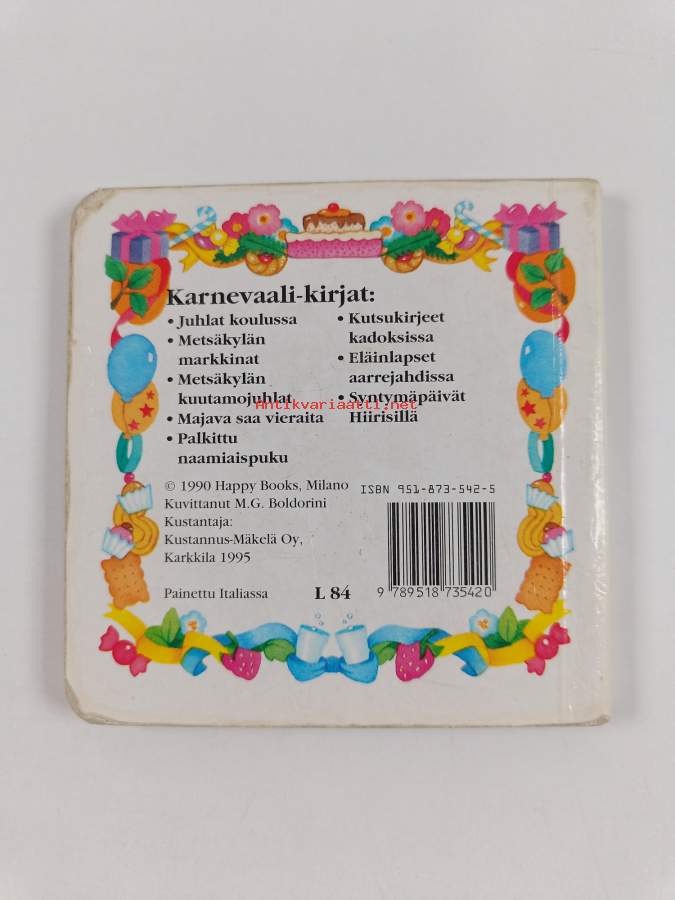 Karnevaali-kirjat:
• Juhlat koulussa
• Metsäkylän
markkinat
• Metsäkylän
kuutamojuhlat
• Majava saa vieraita
• Palkittu
naamiaispuku
• Kutsukirjeet
kadoksissa
• Eläinlapset
aarrejahdissa
• Syntymäpäivät
Hiirisillä
Antikvariaatti.net
© 1990 Happy Books, Milano
Kuvittanut M.G. Boldorini
Kustantaja:
Kustannus-Mäkelä Oy,
Karkkila 1995
Painettu Italiassa
L 84
ISBN 951-873-542-5
9 789518 735420